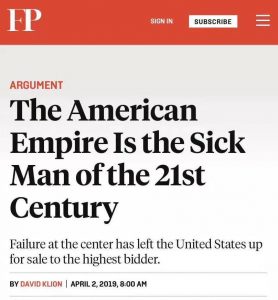 FP
SIGN IN
SUBSCRIBE
ARGUMENT
The American
Empire Is the Sick
Man of the 21st
Century
Failure at the center has left the United States up
for sale to the highest bidder.
BY DAVID KLION | APRIL 2, 2019, 8:00 AM